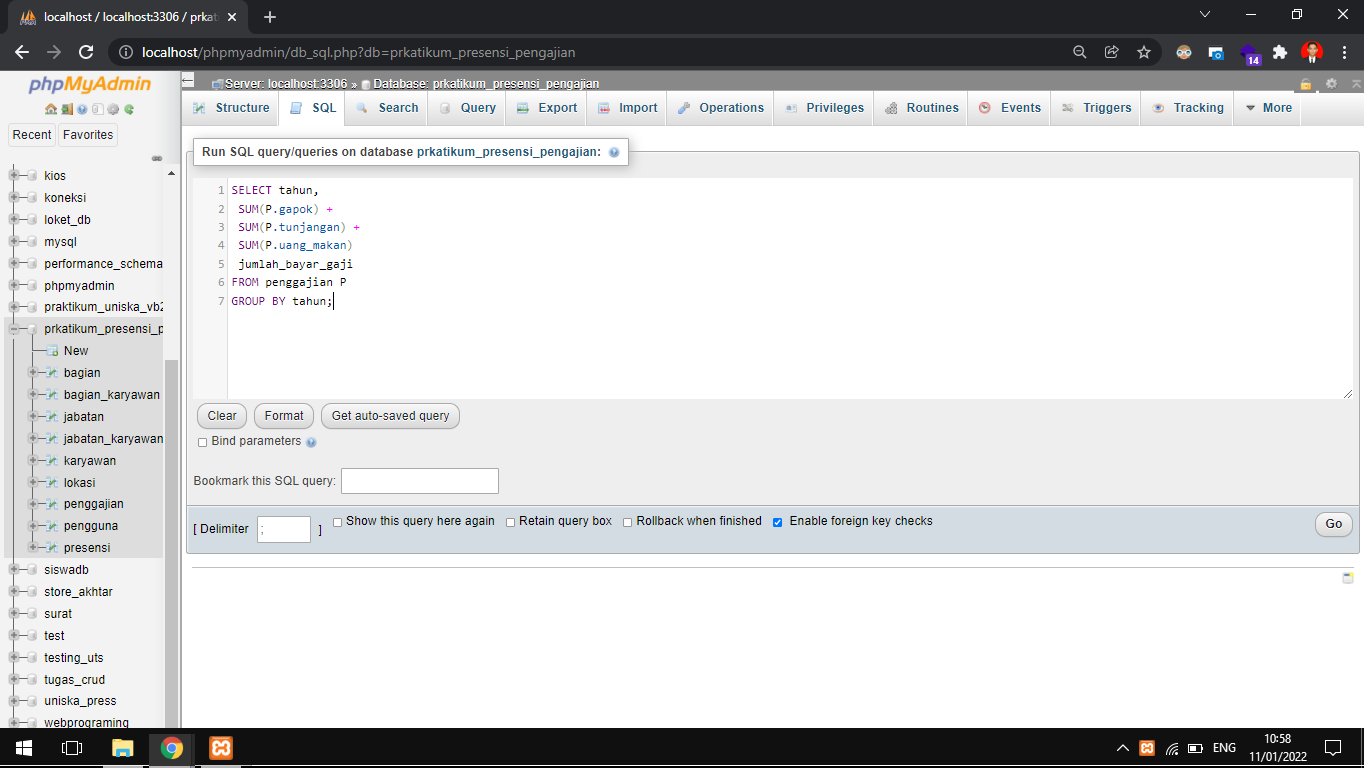 localhost / localhost:3306 / prkat
localhost/phpmyadmin/db_sql.php?db=prkatikum_presensi_pengajian
14
phpMyAdmin
Server: localhost:3306 » Database: prkatikum_presensi_pengajian
Structure SQL Search Query Export Import Operations Privileges Routines Events Triggers Tracking More
Recent Favorites
kios
koneksi
loket_db
mysql
performance_schema
phpmyadmin
praktikum_uniska_vb2
prkatikum_presensi_p
New
bagian
bagian_karyawan
jabatan
jabatan_karyawan
karyawan
lokasi
penggajian
pengguna
presensi
siswadb
store_akhtar
surat
test
testing_uts
tugas_crud
uniska_press
webprograming
Run SQL query/queries on database prkatikum_presensi_pengajian:
1 SELECT tahun,
2 SUM(P.gapok) +
3 SUM(P.tunjangan) +
4 SUM(P.uang_makan)
5 jumlah_bayar_gaji
6 FROM penggajian P
7 GROUP BY tahun;
Clear Format Get auto-saved query
Bind parameters
Bookmark this SQL query:
[ Delimiter ; ] Show this query here again Retain query box Rollback when finished Enable foreign key checks Go
ENG 10:58
11/01/2022